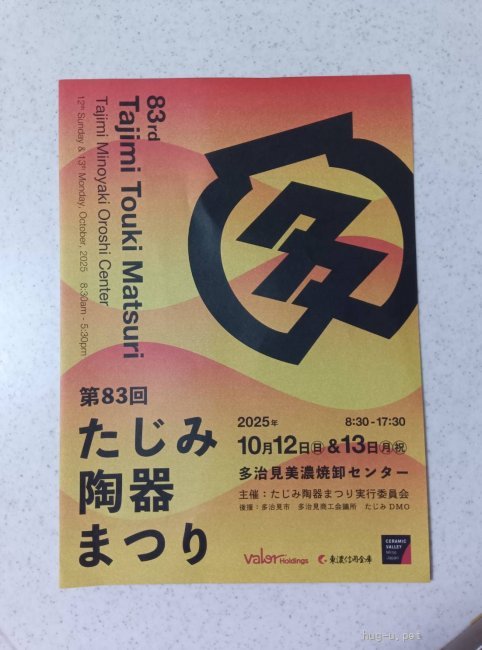 83rd
Tajimi Touki Matsuri
Tajimi Minoyaki Oroshi Center
12th Sunday & 13th Monday, October, 2025 8:30am - 5:30pm
多
第83回
たじみ
陶器
まつり
2025年 8:30-17:30
10月12日㊐&13日㊊㊗
多治見美濃焼卸センター
主催：たじみ陶器まつり実行委員会
後援：多治見市 多治見商工会議所 たじみDMO
valor Holdings
東濃信用金庫
CERAMIC
VALLEY
MINO
JAPAN
hug-u.pet